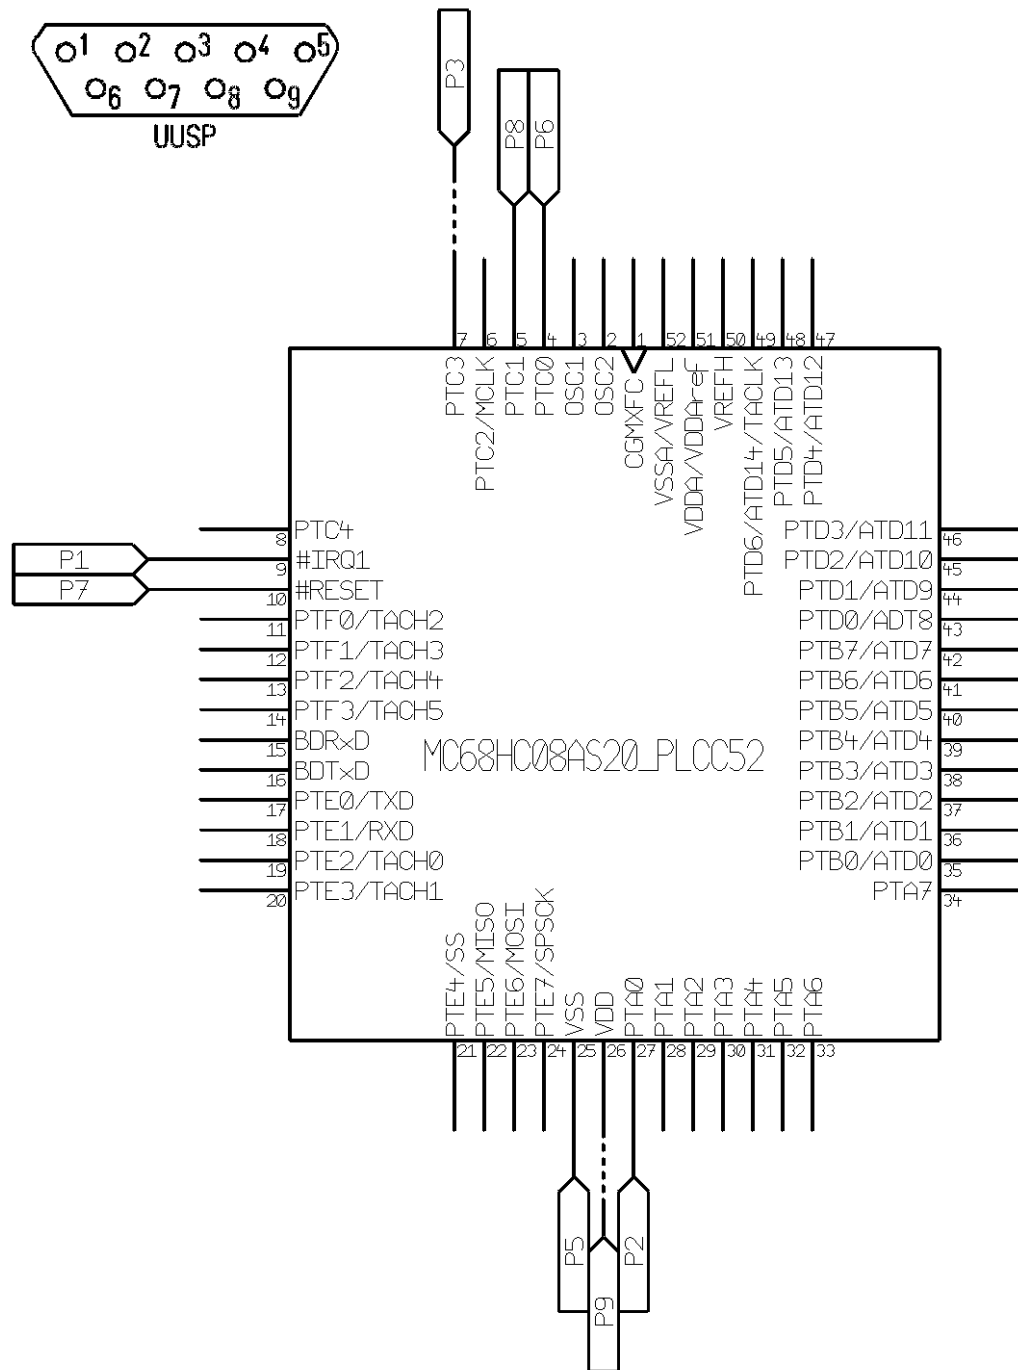 1 2 3 4 5
6 7 8 9
UUSP
P3
P8
P6
7 6 5 4 3 2 1 52 51 50 49 48 47
PTC3
PTC2/MCLK
PTC1
PTC0
OSC1
OSC2
CGMXFC
VSSA/VREFL
VDDA/VDDAref
VREFH
PTD6/ATD14/TACLK
PTD5/ATD13
PTD4/ATD12
P1
P7
8 PTC4
9 #IRQ1
10 #RESET
11 PTF0/TACH2
12 PTF1/TACH3
13 PTF2/TACH4
14 PTF3/TACH5
15 BDRxD
16 BDTxD
17 PTE0/TXD
18 PTE1/RXD
19 PTE2/TACH0
20 PTE3/TACH1
MC68HC08AS20_PLCC52
PTD3/ATD11 46
PTD2/ATD10 45
PTD1/ATD9 44
PTD0/ADT8 43
PTB7/ATD7 42
PTB6/ATD6 41
PTB5/ATD5 40
PTB4/ATD4 39
PTB3/ATD3 38
PTB2/ATD2 37
PTB1/ATD1 36
PTB0/ATD0 35
PTA7 34
PTE4/SS
PTE5/MISO
PTE6/MOSI
PTE7/SPSCK
VSS
VDD
PTA0
PTA1
PTA2
PTA3
PTA4
PTA5
PTA6
21 22 23 24 25 26 27 28 29 30 31 32 33
P5
P9
P2